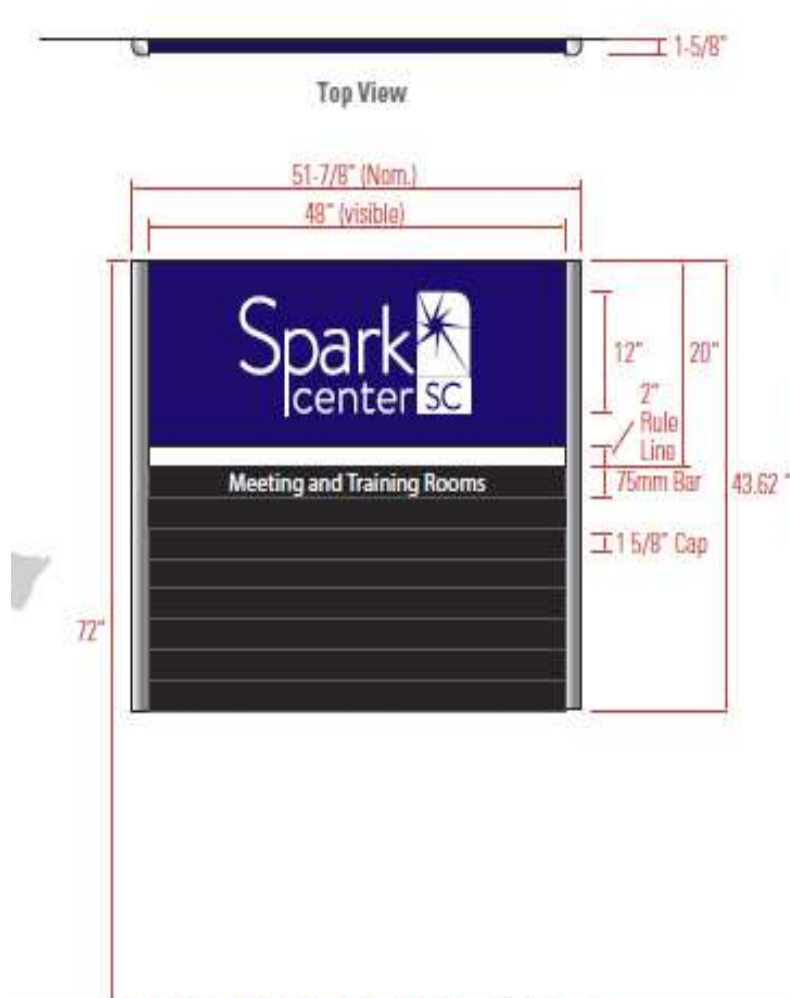 1-5/8"
Top View
51-7/8" (Nom.)
48" (visible)
Spark
center SC
12"
20"
2"
Rule
Line
Meeting and Training Rooms
75mm Bar
43.62 "
1 5/8" Cap
72"